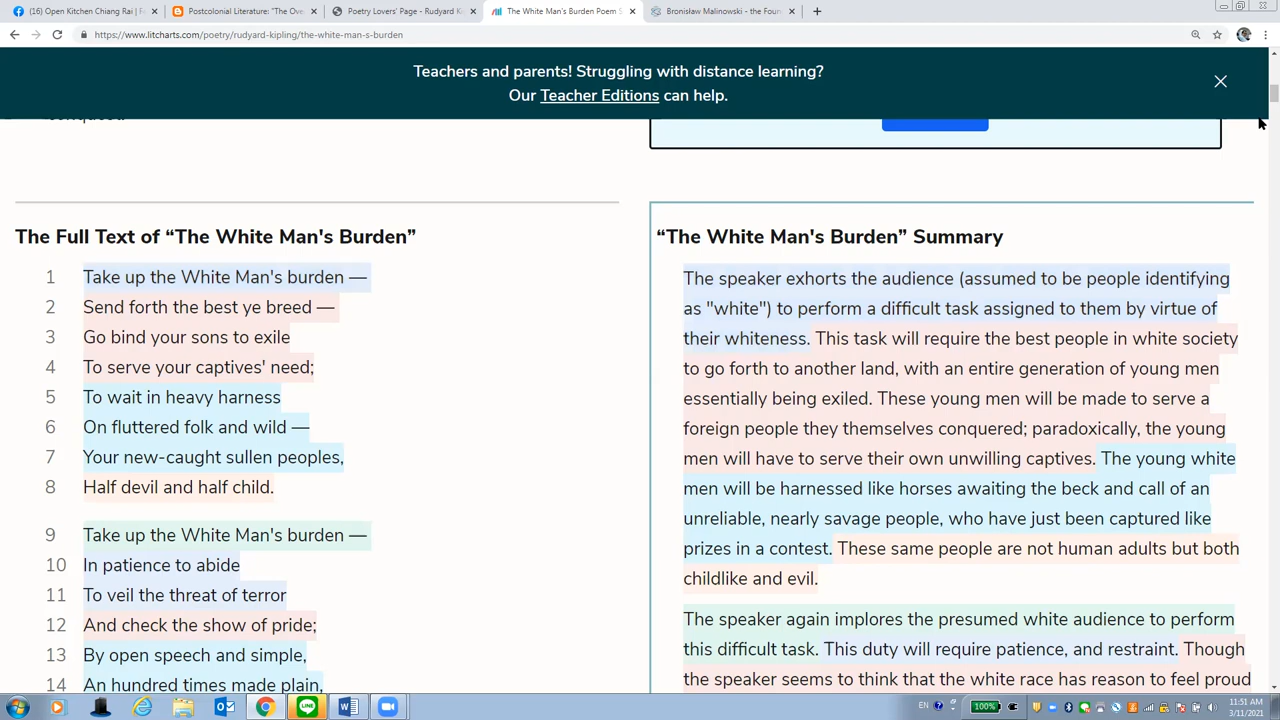 (16) Open Kitchen Chiang Rai | F
Postcolonial Literature: "The Ove
Poetry Lovers' Page - Rudyard Ki
The White Man's Burden Poem S
Bronisław Malinowski - the Foun
https://www.litcharts.com/poetry/rudyard-kipling/the-white-man-s-burden
Teachers and parents! Struggling with distance learning?
Our Teacher Editions can help.
The Full Text of “The White Man's Burden”
1 Take up the White Man's burden —
2 Send forth the best ye breed —
3 Go bind your sons to exile
4 To serve your captives' need;
5 To wait in heavy harness
6 On fluttered folk and wild —
7 Your new-caught sullen peoples,
8 Half devil and half child.
9 Take up the White Man's burden —
10 In patience to abide
11 To veil the threat of terror
12 And check the show of pride;
13 By open speech and simple,
14 An hundred times made plain,
“The White Man's Burden” Summary
The speaker exhorts the audience (assumed to be people identifying
as "white") to perform a difficult task assigned to them by virtue of
their whiteness. This task will require the best people in white society
to go forth to another land, with an entire generation of young men
essentially being exiled. These young men will be made to serve a
foreign people they themselves conquered; paradoxically, the young
men will have to serve their own unwilling captives. The young white
men will be harnessed like horses awaiting the beck and call of an
unreliable, nearly savage people, who have just been captured like
prizes in a contest. These same people are not human adults but both
childlike and evil.
The speaker again implores the presumed white audience to perform
this difficult task. This duty will require patience, and restraint. Though
the speaker seems to think that the white race has reason to feel proud
EN
100%
11:51 AM
3/11/2021